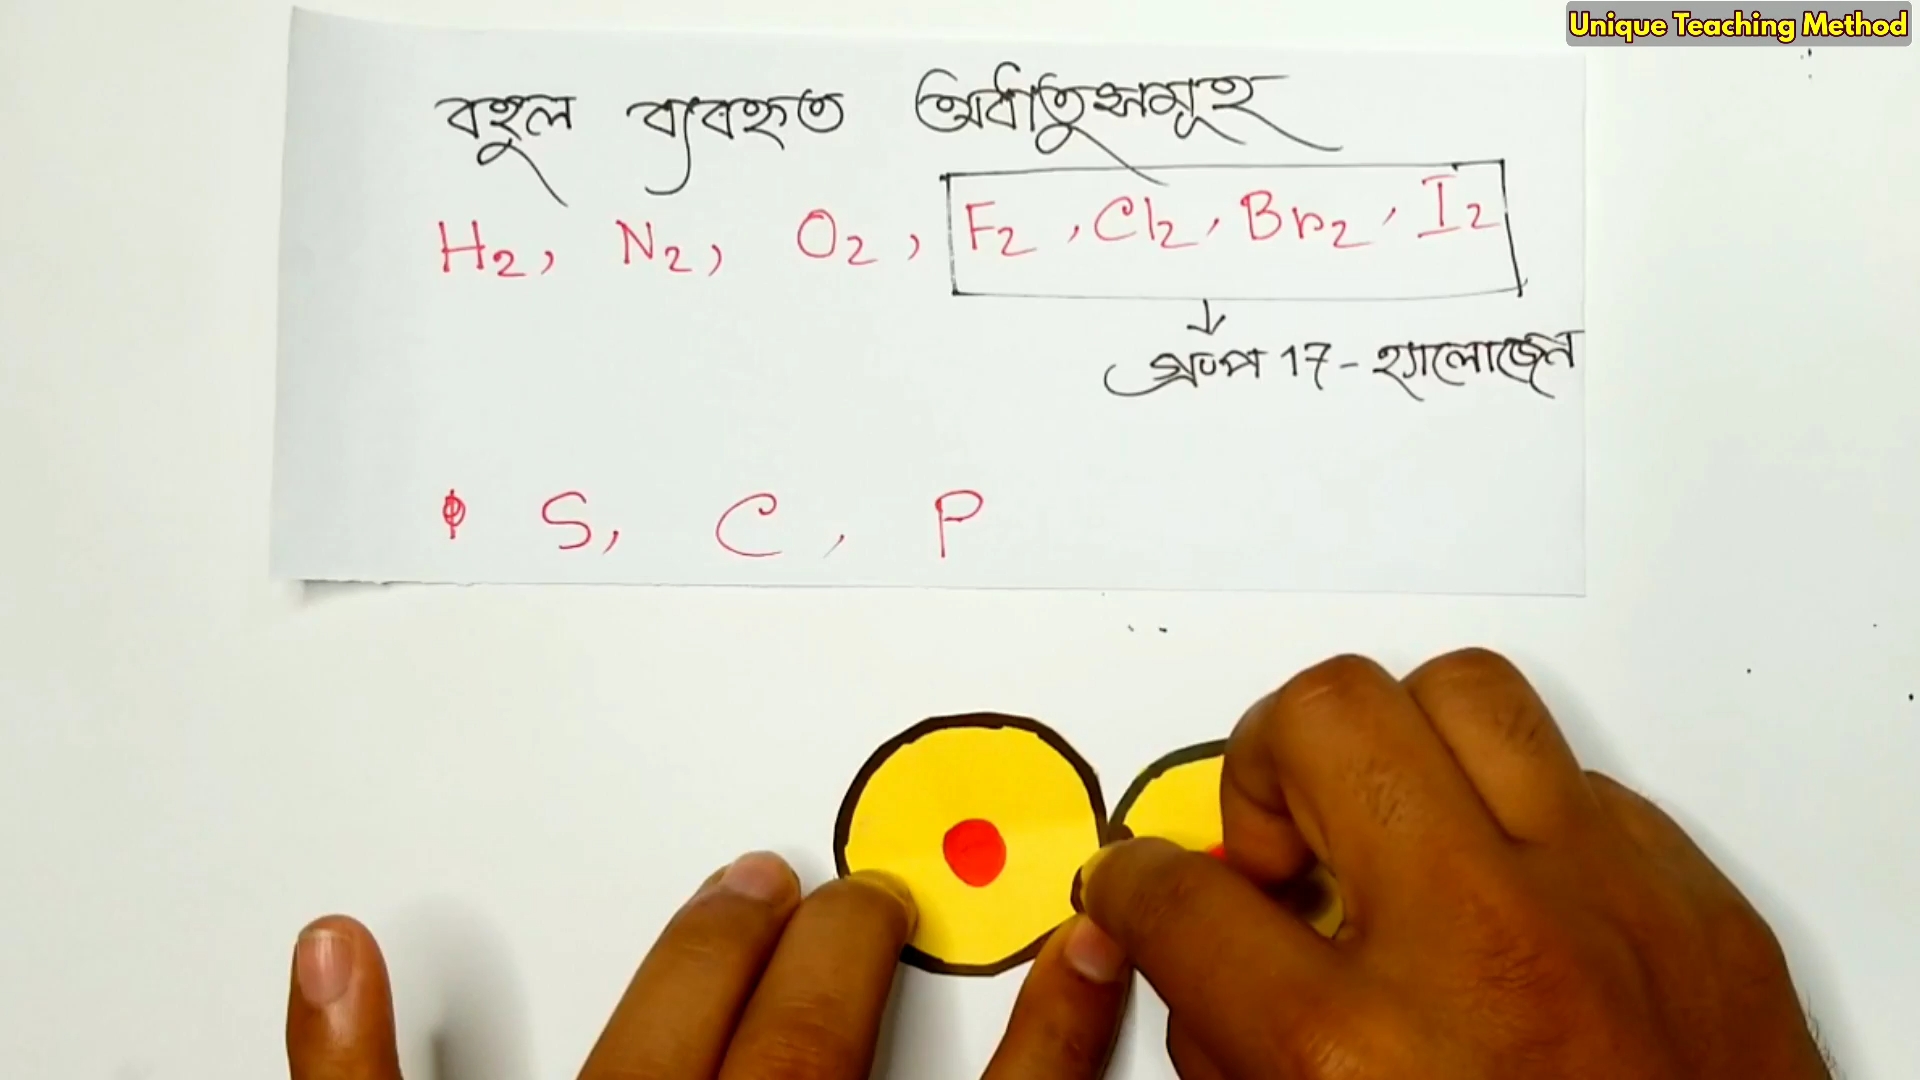 Unique Teaching Method
বহুল ব্যবহৃত অধাতুসমূহ
H2, N2, O2, F2, Cl2, Br2, I2
↓
গ্রুপ 17 - হ্যালোজেন
S, C, P